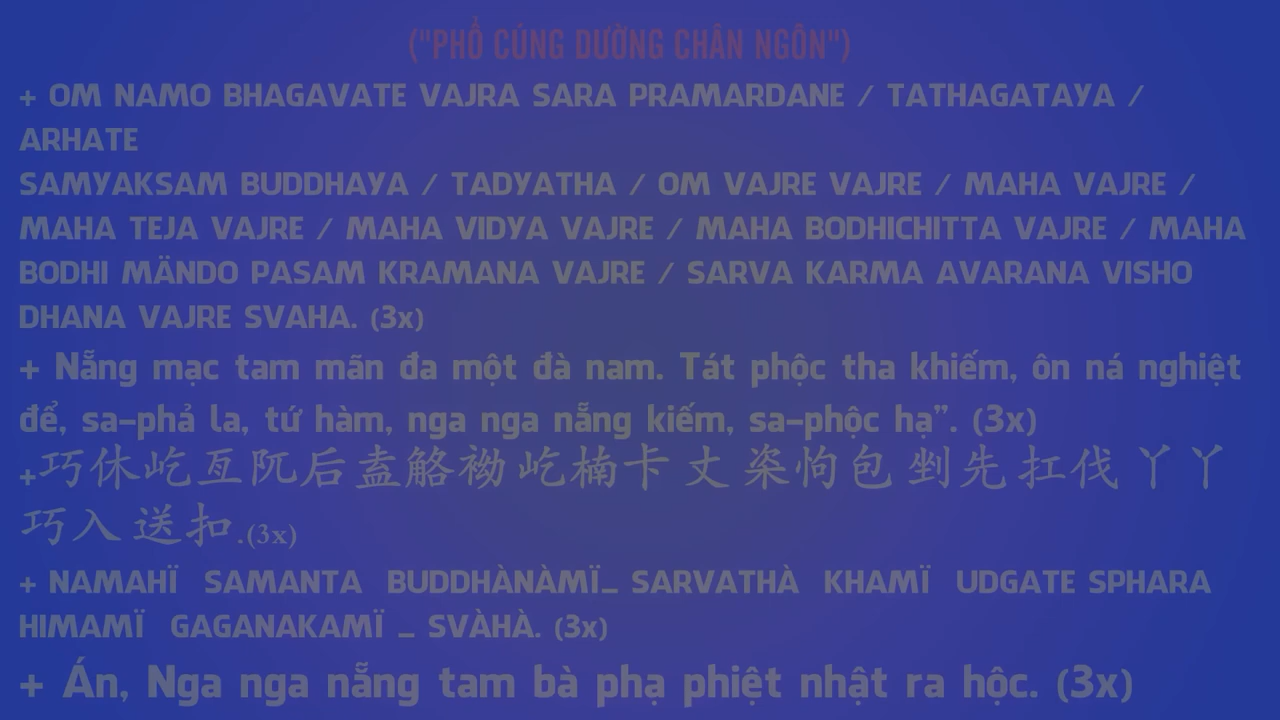 ("PHỔ CÚNG DƯỜNG CHÂN NGÔN")
+ OM NAMO BHAGAVATE VAJRA SARA PRAMARDANE / TATHAGATAYA /
ARHATE
SAMYAKSAM BUDDHAYA / TADYATHA / OM VAJRE VAJRE / MAHA VAJRE /
MAHA TEJA VAJRE / MAHA VIDYA VAJRE / MAHA BODHICHITTA VAJRE / MAHA
BODHI MÄNDO PASAM KRAMANA VAJRE / SARVA KARMA AVARANA VISHO
DHANA VAJRE SVAHA. (3x)
+ Nẵng mạc tam mãn đa một đà nam. Tát phộc tha khiếm, ôn ná nghiệt
để, sa-phả la, tứ hàm, nga nga nẵng kiếm, sa-phộc hạ”. (3x)
+巧休屹亙阢后盍觡袎屹楠卡丈粢怐包剉先扛伐丫丫
巧入送扣.(3x)
+ NAMAHÏ SAMANTA BUDDHÀNÀMÏ_ SARVATHÀ KHAMÏ UDGATE SPHARA
HIMAMÏ GAGANAKAMÏ _ SVÀHÀ. (3x)
+ Án, Nga nga nẵng tam bà phạ phiệt nhật ra hộc. (3x)